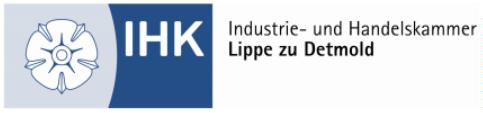 IHK
Industrie- und Handelskammer
Lippe zu Detmold